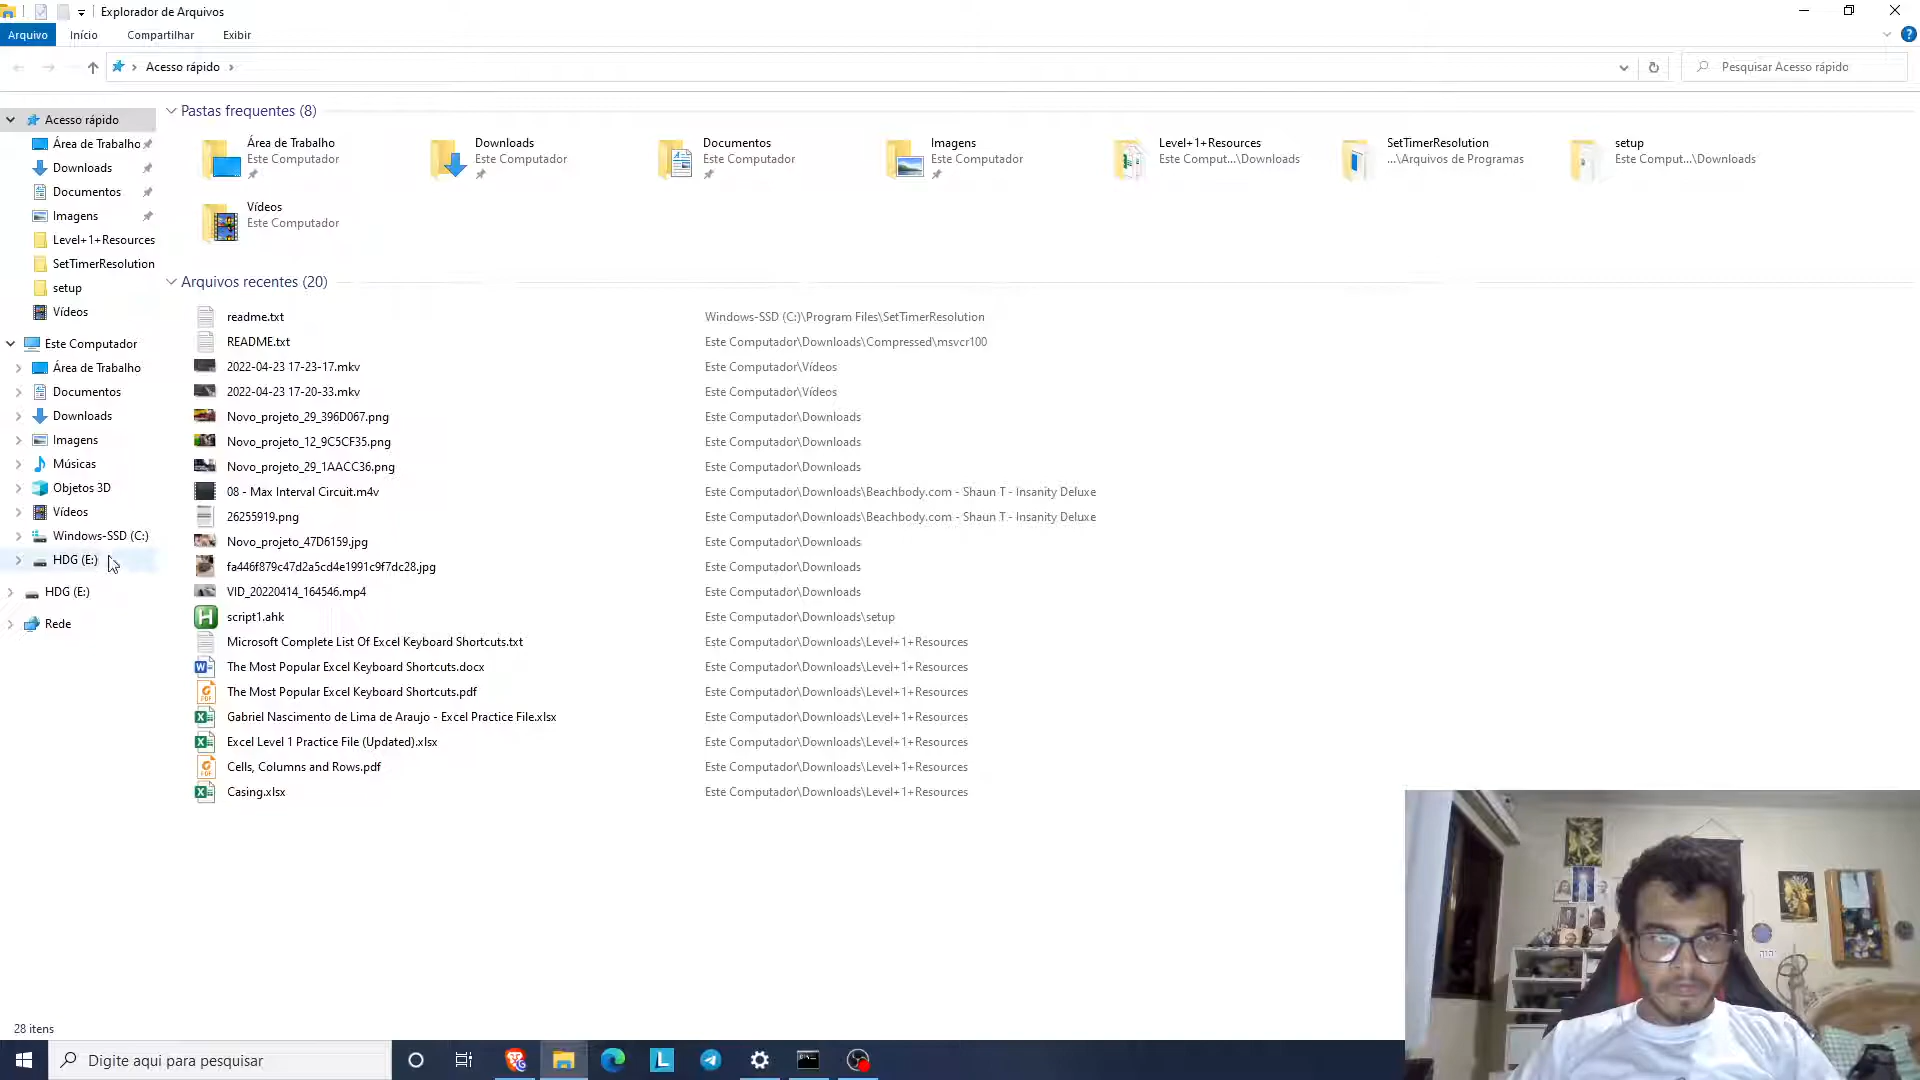 Explorador de Arquivos
Arquivo Início Compartilhar Exibir
Acesso rápido
Pesquisar Acesso rápido
Acesso rápido
Área de Trabalho
Downloads
Documentos
Imagens
Level+1+Resources
SetTimerResolution
setup
Vídeos
Este Computador
Área de Trabalho
Documentos
Downloads
Imagens
Músicas
Objetos 3D
Vídeos
Windows-SSD (C:)
HDG (E:)
HDG (E:)
Rede
Pastas frequentes (8)
Área de Trabalho
Este Computador
Downloads
Este Computador
Documentos
Este Computador
Imagens
Este Computador
Level+1+Resources
Este Comput...\Downloads
SetTimerResolution
...\Arquivos de Programas
setup
Este Comput...\Downloads
Vídeos
Este Computador
Arquivos recentes (20)
readme.txt Windows-SSD (C:)\Program Files\SetTimerResolution
README.txt Este Computador\Downloads\Compressed\msvcr100
2022-04-23 17-23-17.mkv Este Computador\Vídeos
2022-04-23 17-20-33.mkv Este Computador\Vídeos
Novo_projeto_29_396D067.png Este Computador\Downloads
Novo_projeto_12_9C5CF35.png Este Computador\Downloads
Novo_projeto_29_1AACC36.png Este Computador\Downloads
08 - Max Interval Circuit.m4v Este Computador\Downloads\Beachbody.com - Shaun T - Insanity Deluxe
26255919.png Este Computador\Downloads\Beachbody.com - Shaun T - Insanity Deluxe
Novo_projeto_47D6159.jpg Este Computador\Downloads
fa446f879c47d2a5cd4e1991c9f7dc28.jpg Este Computador\Downloads
VID_20220414_164546.mp4 Este Computador\Downloads
script1.ahk Este Computador\Downloads\setup
Microsoft Complete List Of Excel Keyboard Shortcuts.txt Este Computador\Downloads\Level+1+Resources
The Most Popular Excel Keyboard Shortcuts.docx Este Computador\Downloads\Level+1+Resources
The Most Popular Excel Keyboard Shortcuts.pdf Este Computador\Downloads\Level+1+Resources
Gabriel Nascimento de Lima de Araujo - Excel Practice File.xlsx Este Computador\Downloads\Level+1+Resources
Excel Level 1 Practice File (Updated).xlsx Este Computador\Downloads\Level+1+Resources
Cells, Columns and Rows.pdf Este Computador\Downloads\Level+1+Resources
Casing.xlsx Este Computador\Downloads\Level+1+Resources
יהוה
28 itens
Digite aqui para pesquisar